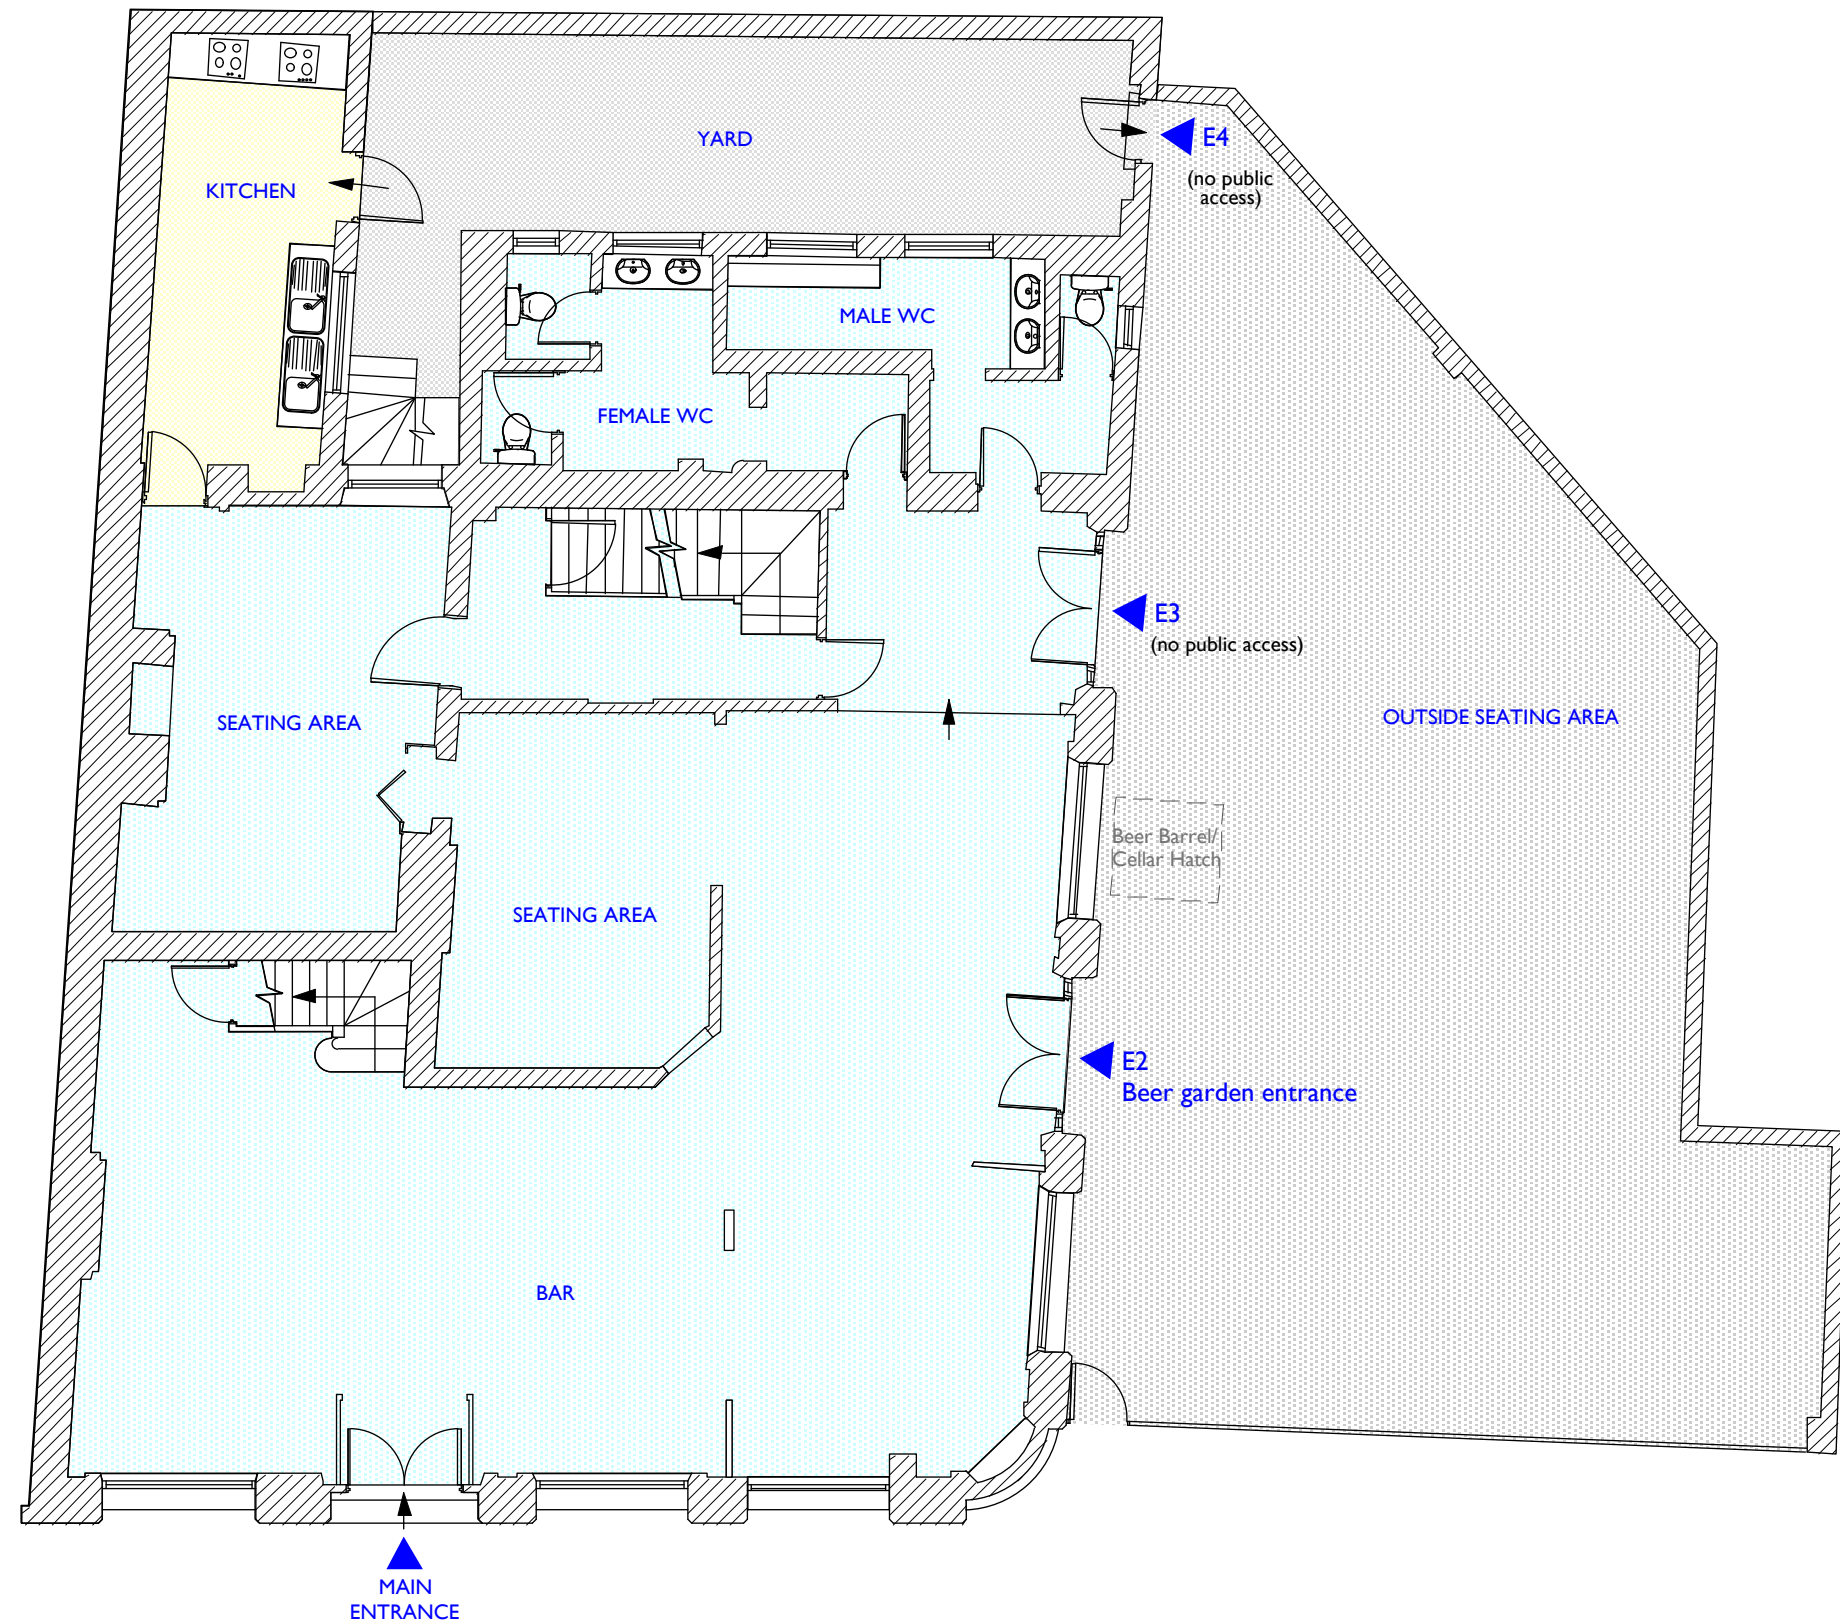 YARD
E4
(no public
access)
KITCHEN
MALE WC
FEMALE WC
E3
(no public access)
SEATING AREA
OUTSIDE SEATING AREA
Beer Barrel/
Cellar Hatch
SEATING AREA
E2
Beer garden entrance
BAR
MAIN
ENTRANCE